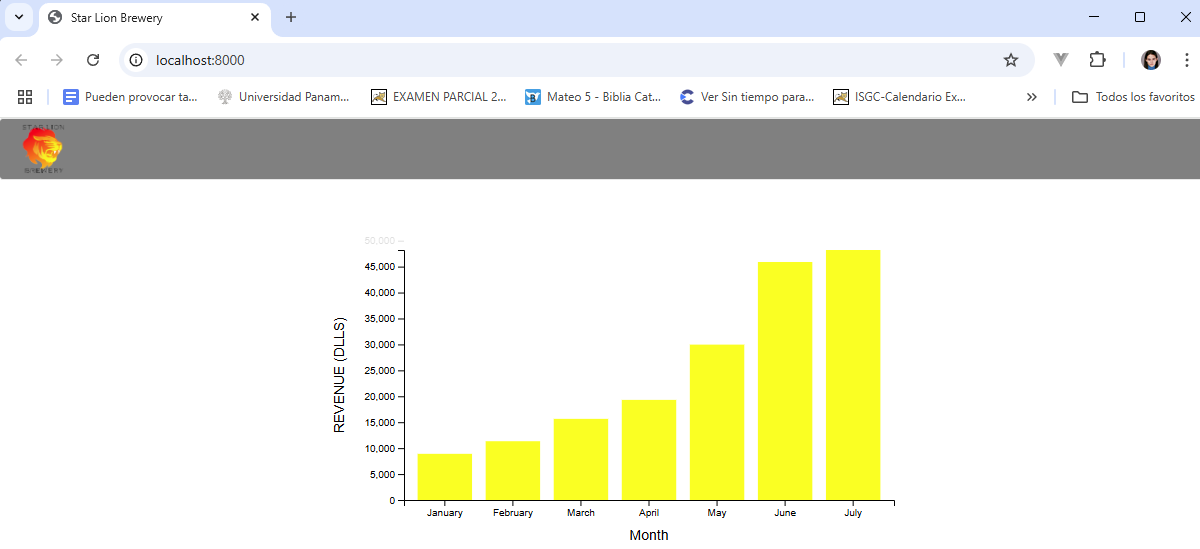 Star Lion Brewery
localhost:8000
Pueden provocar ta... Universidad Panam... EXAMEN PARCIAL 2... Mateo 5 - Biblia Cat... Ver Sin tiempo para... ISGC-Calendario Ex... » Todos los favoritos
STAR LION
BREWERY
50,000
45,000
40,000
35,000
30,000
25,000
20,000
15,000
10,000
5,000
0
REVENUE (DLLS)
January February March April May June July
Month